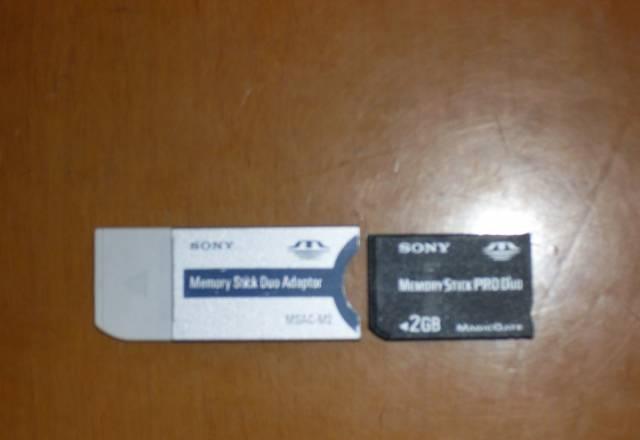 SONY
Memory Stick Duo Adaptor
MSAC-M2
SONY
MEMORY STICK PRO DUO
2GB
MAGICGATE